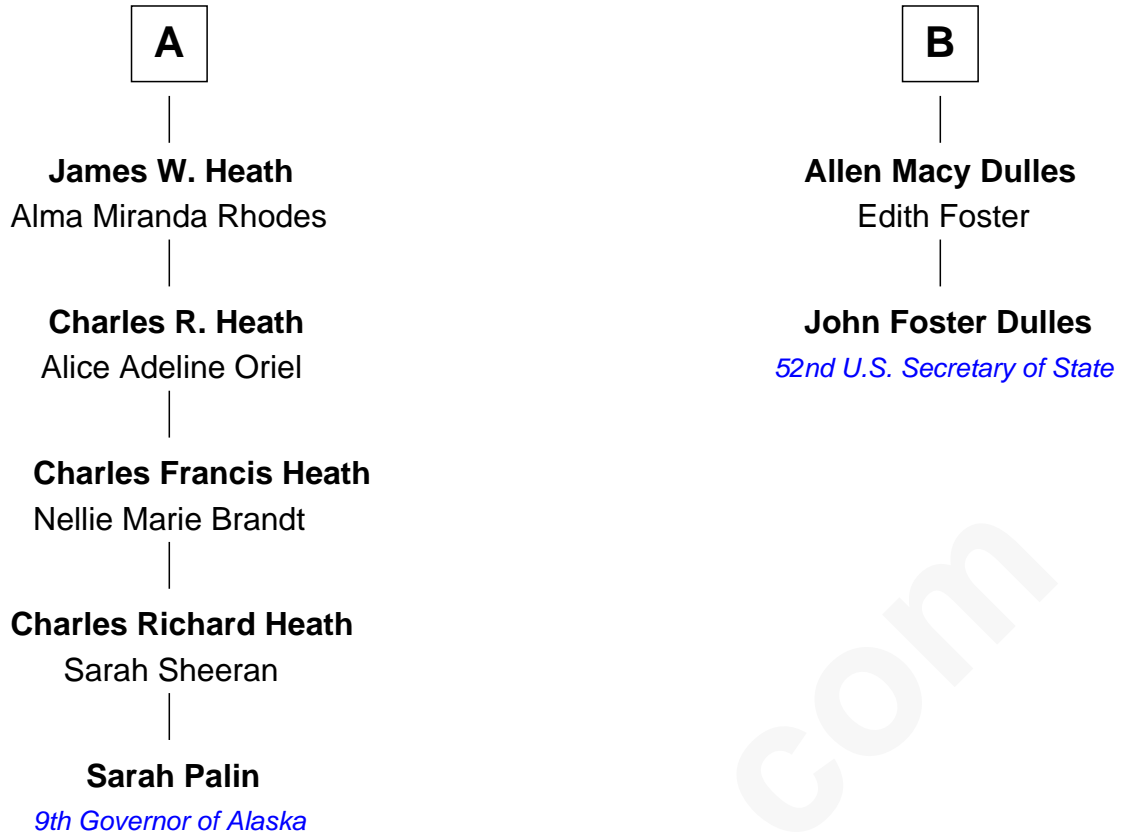 A
James W. Heath
Alma Miranda Rhodes
Charles R. Heath
Alice Adeline Oriel
Charles Francis Heath
Nellie Marie Brandt
Charles Richard Heath
Sarah Sheeran
Sarah Palin
9th Governor of Alaska
B
Allen Macy Dulles
Edith Foster
John Foster Dulles
52nd U.S. Secretary of State
com